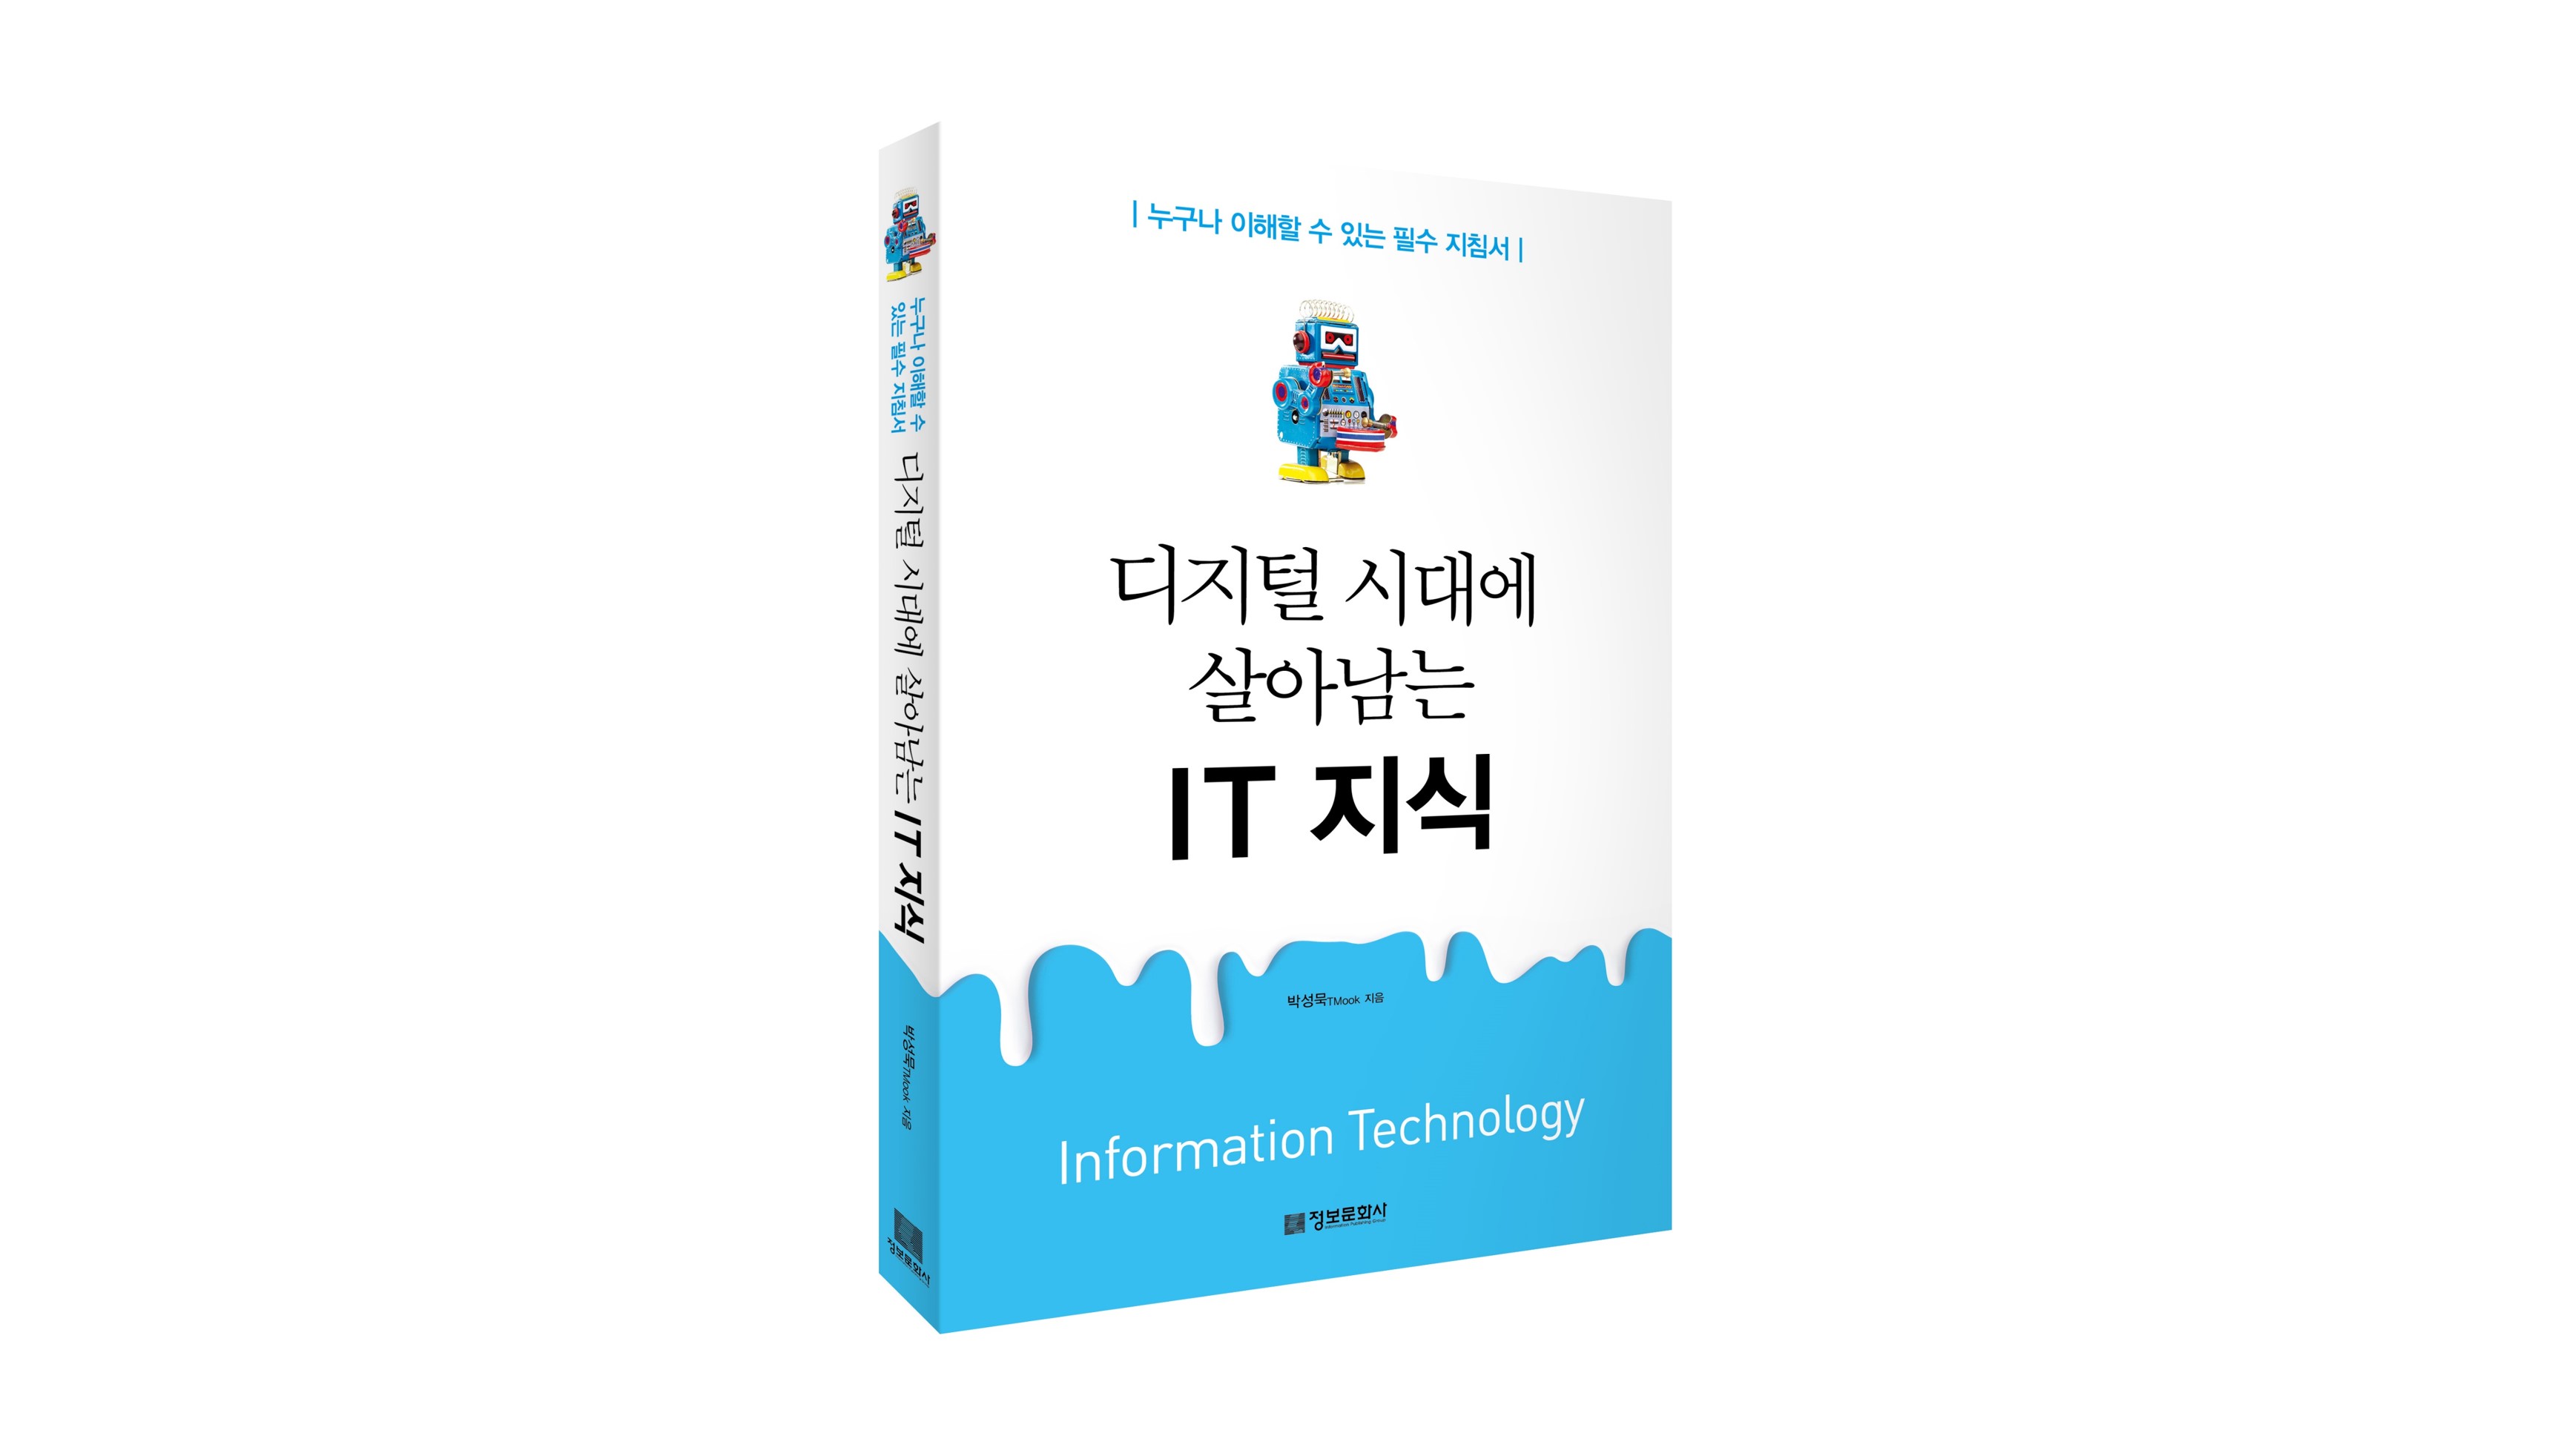 누구나 이해할 수
있는 필수 지침서
디지털 시대에 살아남는 IT 지식
박성묵TMook 지음
정보문화사
| 누구나 이해할 수 있는 필수 지침서 |
디지털 시대에
살아남는
IT 지식
박성묵TMook 지음
Information Technology
정보문화사
Information Publishing Group